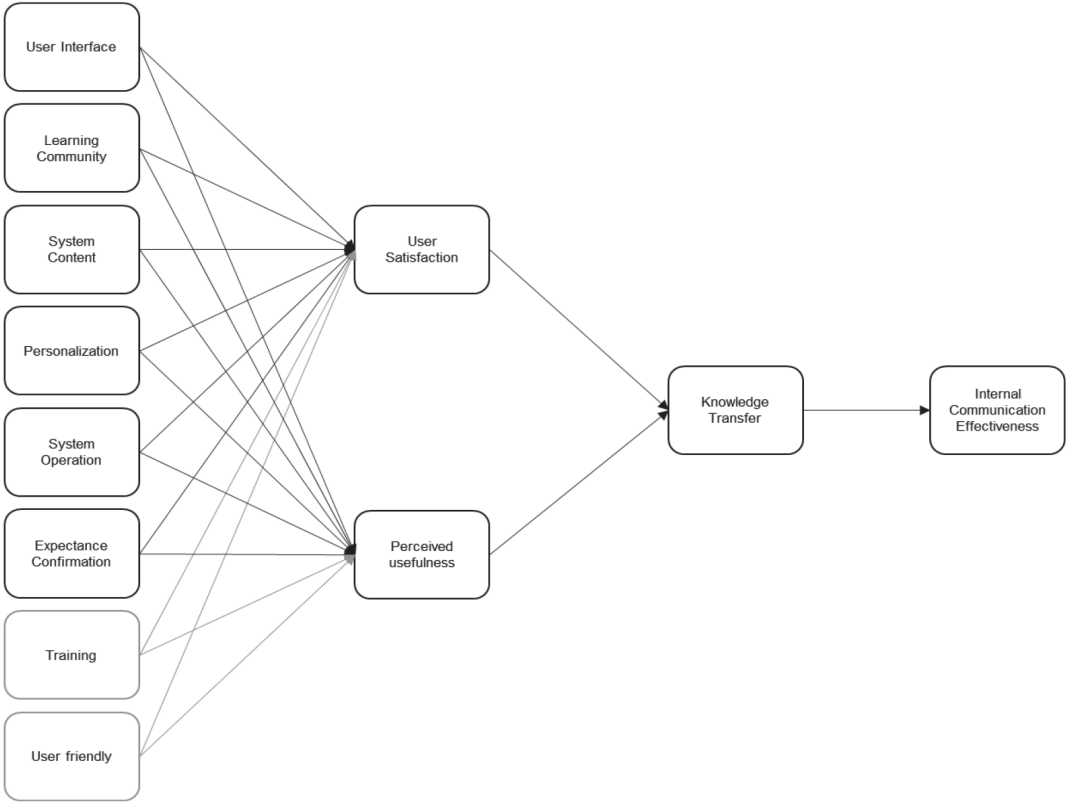 User Interface
Learning
Community
System
Content
Personalization
System
Operation
Expectance
Confirmation
Training
User friendly
User
Satisfaction
Perceived
usefulness
Knowledge
Transfer
Internal
Communication
Effectiveness